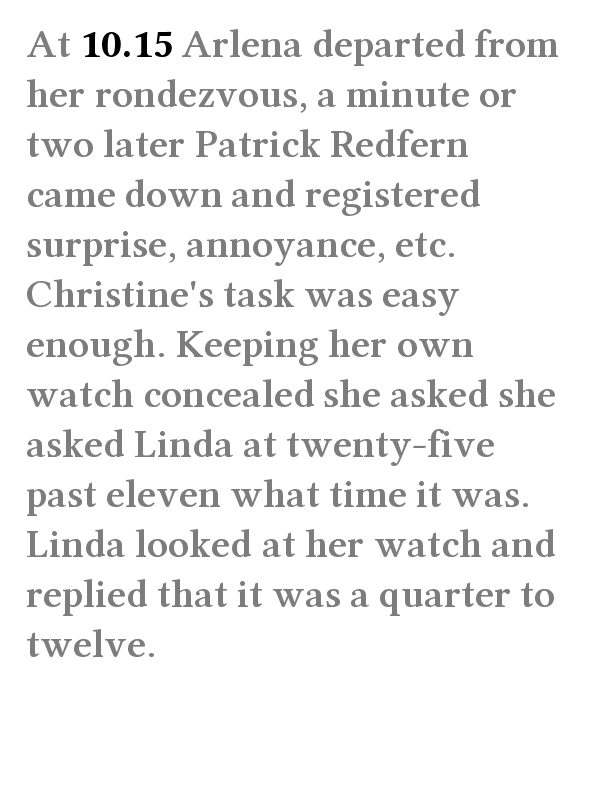 At 10.15 Arlena departed from
her rondezvous, a minute or
two later Patrick Redfern
came down and registered
surprise, annoyance, etc.
Christine's task was easy
enough. Keeping her own
watch concealed she asked she
asked Linda at twenty-five
past eleven what time it was.
Linda looked at her watch and
replied that it was a quarter to
twelve.